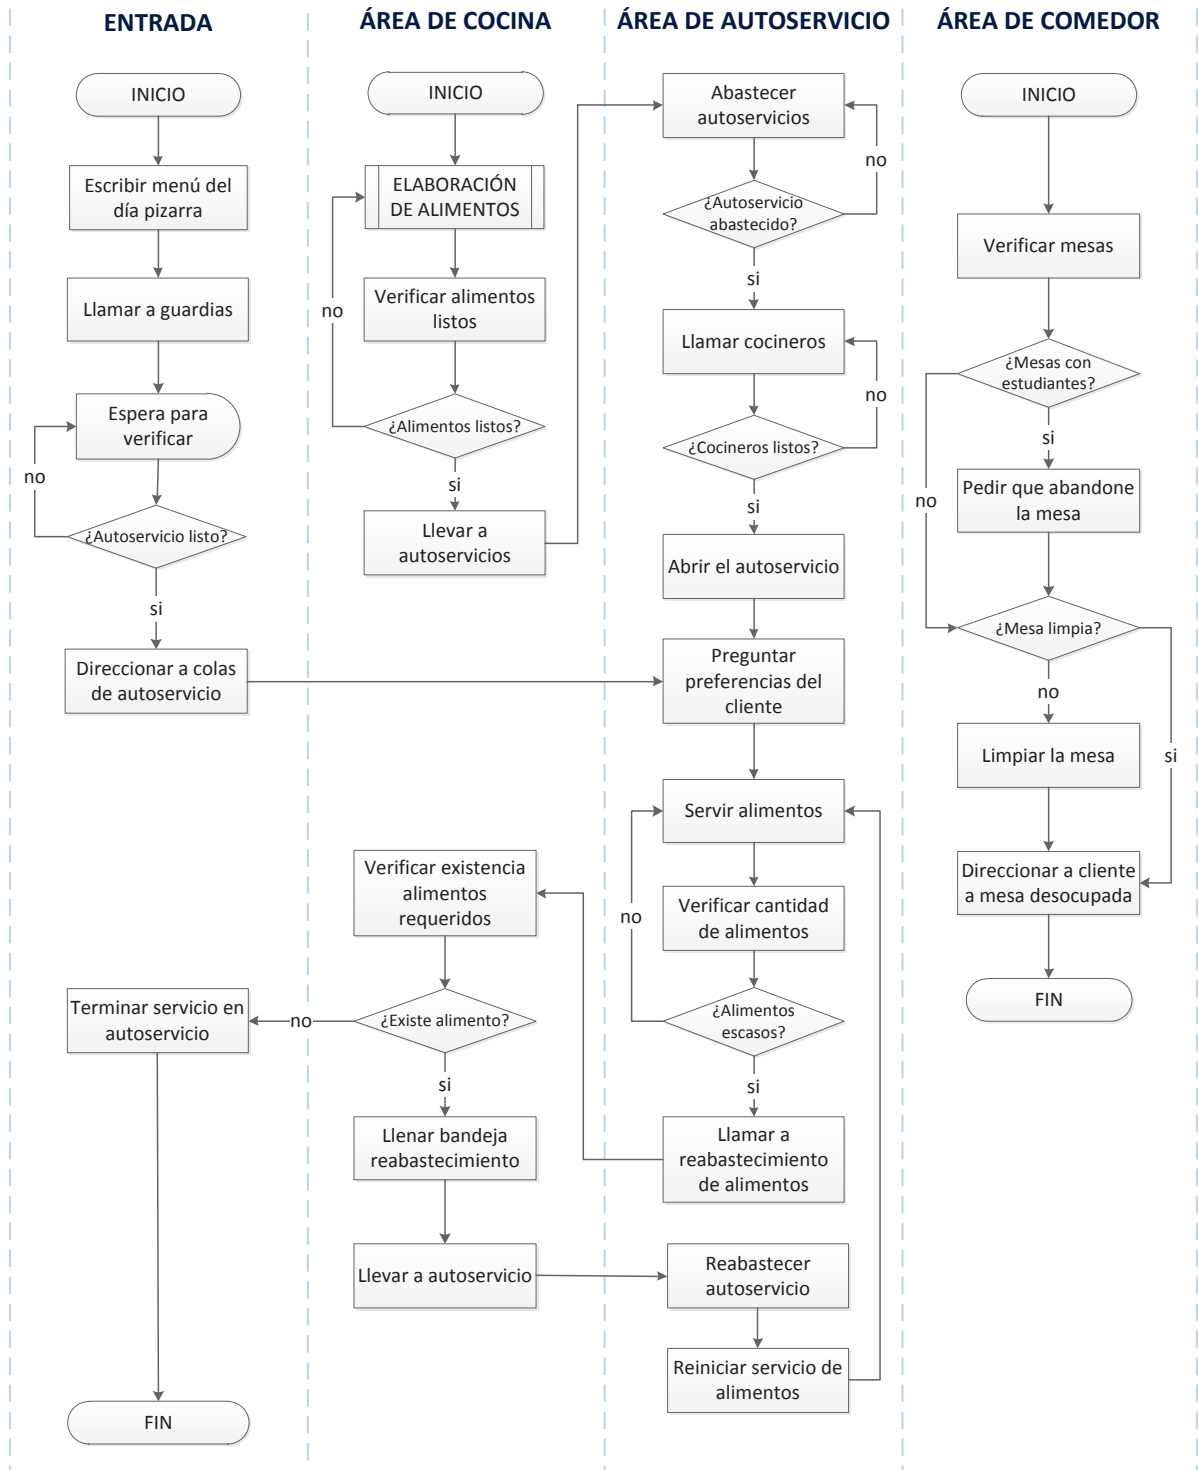 ENTRADA
INICIO
Escribir menú del
día pizarra
Llamar a guardias
Espera para
verificar
no
¿Autoservicio listo?
si
Direccionar a colas
de autoservicio
Terminar servicio en
autoservicio
FIN
ÁREA DE COCINA
INICIO
ELABORACIÓN
DE ALIMENTOS
no
Verificar alimentos
listos
¿Alimentos listos?
si
Llevar a
autoservicios
Verificar existencia
alimentos
requeridos
no
¿Existe alimento?
si
Llenar bandeja
reabastecimiento
Llevar a autoservicio
ÁREA DE AUTOSERVICIO
Abastecer
autoservicios
no
¿Autoservicio
abastecido?
si
Llamar cocineros
no
¿Cocineros listos?
si
Abrir el autoservicio
Preguntar
preferencias del
cliente
Servir alimentos
no
Verificar cantidad
de alimentos
¿Alimentos
escasos?
si
Llamar a
reabastecimiento
de alimentos
Reabastecer
autoservicio
Reiniciar servicio de
alimentos
ÁREA DE COMEDOR
INICIO
Verificar mesas
¿Mesas con
estudiantes?
si
no
Pedir que abandone
la mesa
¿Mesa limpia?
no
si
Limpiar la mesa
Direccionar a cliente
a mesa desocupada
FIN